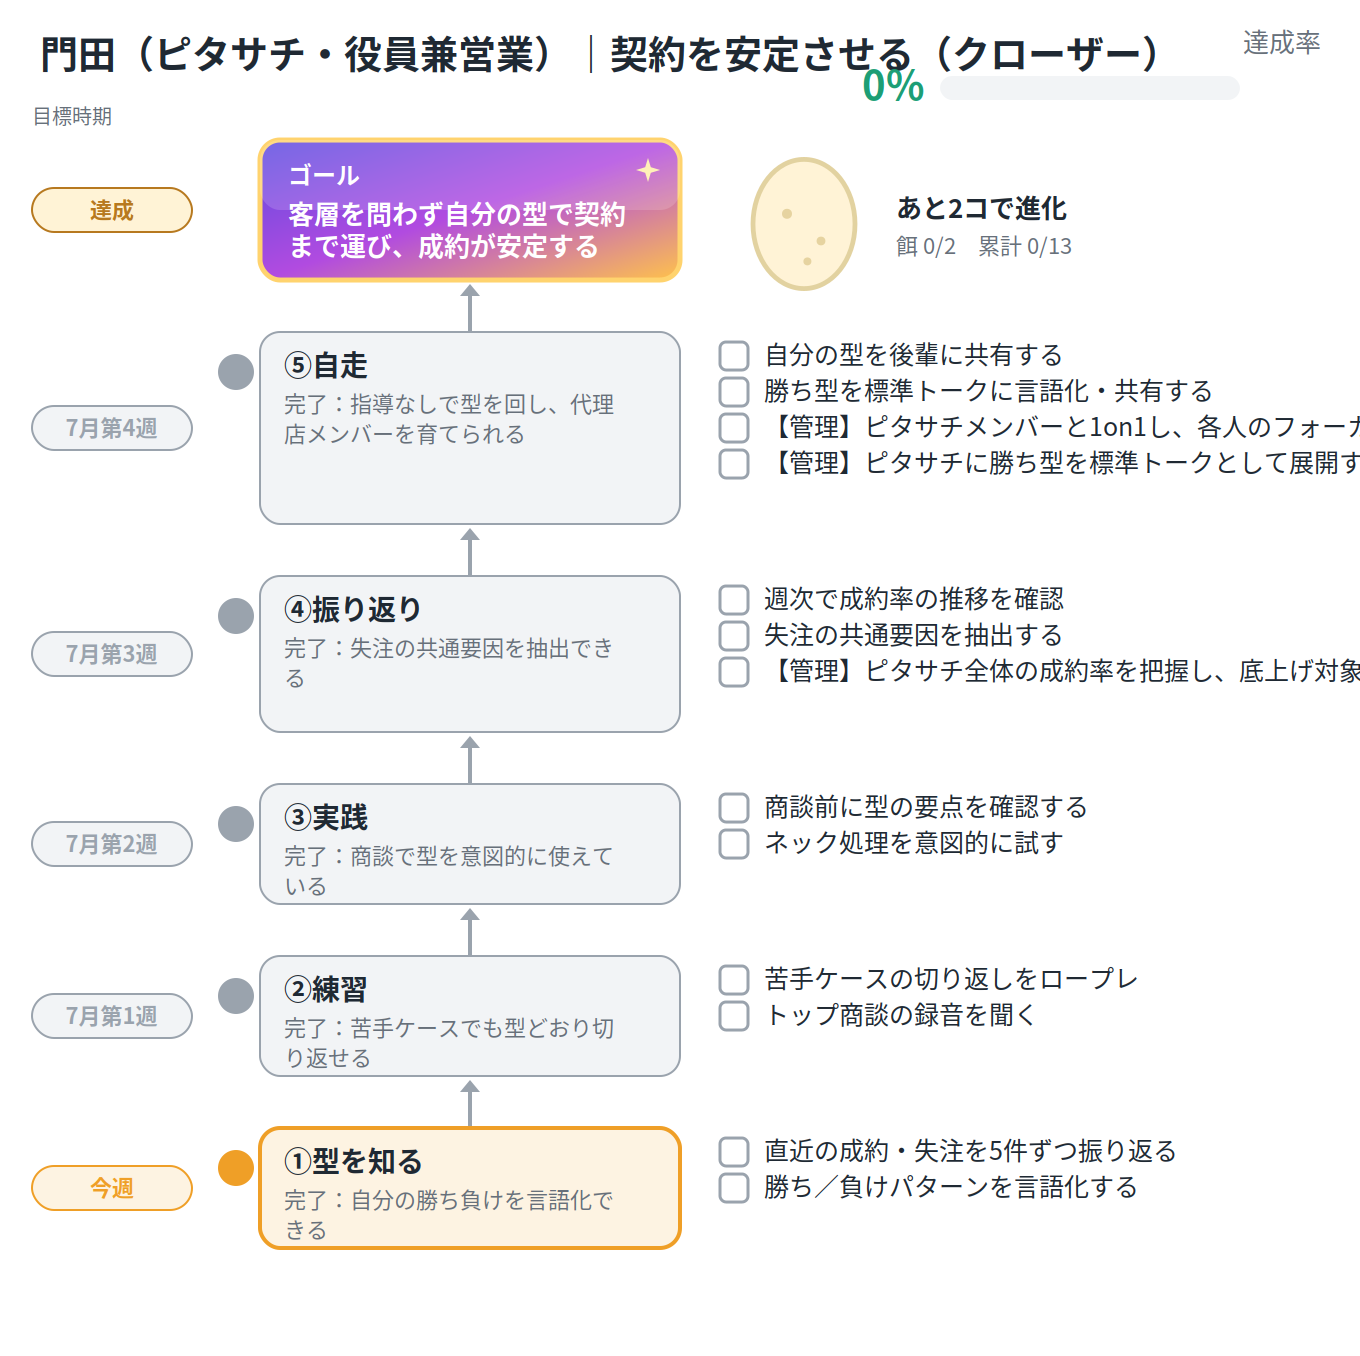 門田（ピタサチ・役員兼営業）｜契約を安定させる（クローザー）
達成率
0%
目標時期
達成
ゴール
客層を問わず自分の型で契約
まで運び、成約が安定する
あと2コで進化
餌 0/2　累計 0/13
7月第4週
⑤自走
完了：指導なしで型を回し、代理
店メンバーを育てられる
自分の型を後輩に共有する
勝ち型を標準トークに言語化・共有する
【管理】ピタサチメンバーと1on1し、各人のフォーカ
【管理】ピタサチに勝ち型を標準トークとして展開す
7月第3週
④振り返り
完了：失注の共通要因を抽出でき
る
週次で成約率の推移を確認
失注の共通要因を抽出する
【管理】ピタサチ全体の成約率を把握し、底上げ対象
7月第2週
③実践
完了：商談で型を意図的に使えて
いる
商談前に型の要点を確認する
ネック処理を意図的に試す
7月第1週
②練習
完了：苦手ケースでも型どおり切
り返せる
苦手ケースの切り返しをロープレ
トップ商談の録音を聞く
今週
①型を知る
完了：自分の勝ち負けを言語化で
きる
直近の成約・失注を5件ずつ振り返る
勝ち／負けパターンを言語化する